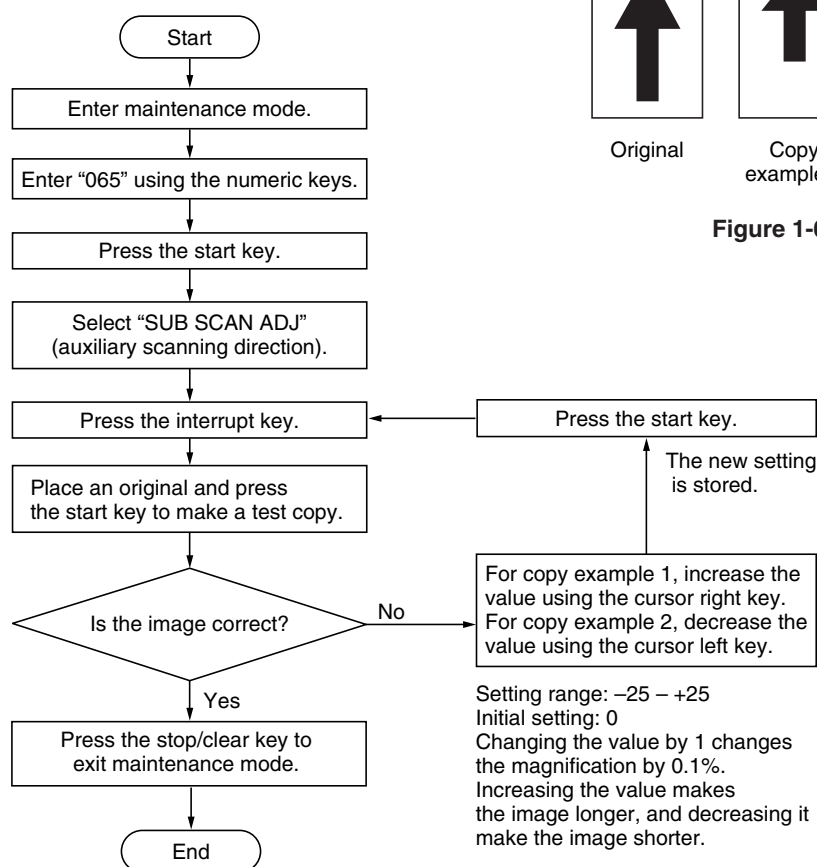 Start
Enter maintenance mode.
Enter “065” using the numeric keys.
Press the start key.
Select “SUB SCAN ADJ”
(auxiliary scanning direction).
Press the interrupt key.
Place an original and press
the start key to make a test copy.
Is the image correct?
No
Yes
Press the stop/clear key to
exit maintenance mode.
End
Press the start key.
The new setting
is stored.
For copy example 1, increase the
value using the cursor right key.
For copy example 2, decrease the
value using the cursor left key.
Setting range: –25 – +25
Initial setting: 0
Changing the value by 1 changes
the magnification by 0.1%.
Increasing the value makes
the image longer, and decreasing it
make the image shorter.
Original
Copy
example
Figure 1-